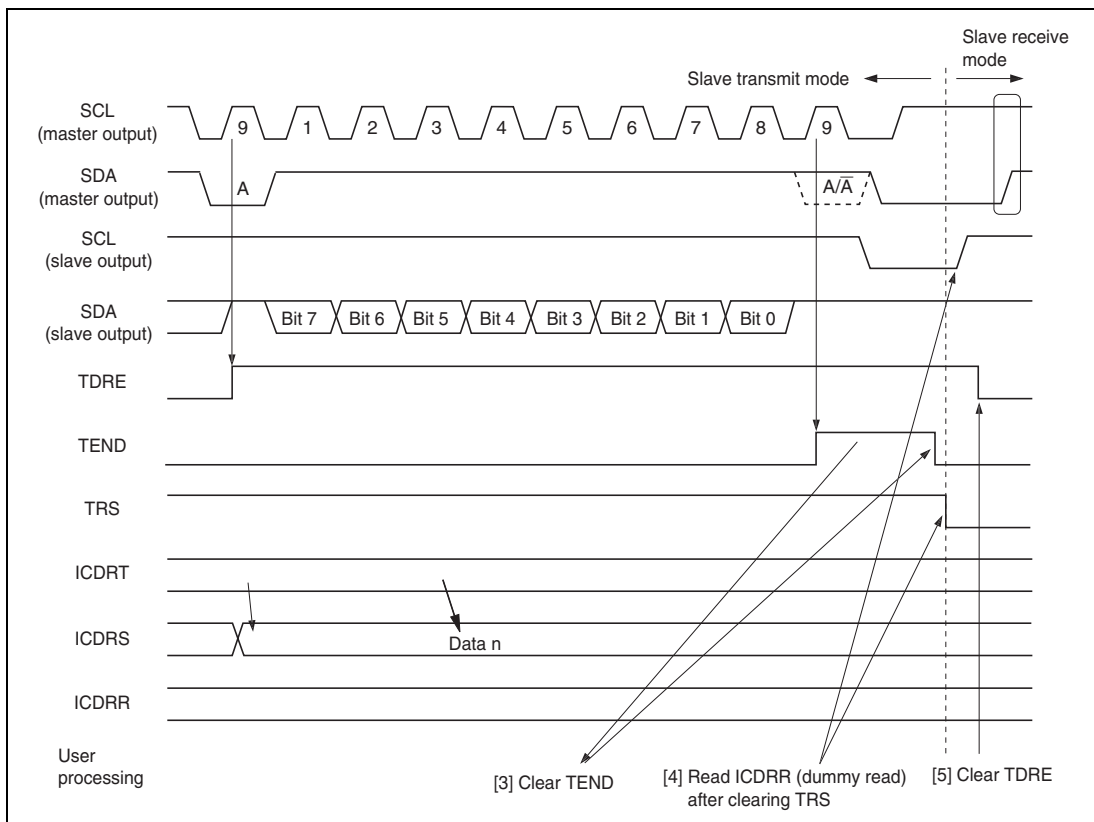 Slave receive
mode
Slave transmit mode
SCL
(master output)
9 1 2 3 4 5 6 7 8 9
SDA
(master output)
A A/A̅
SCL
(slave output)
SDA
(slave output)
Bit 7 Bit 6 Bit 5 Bit 4 Bit 3 Bit 2 Bit 1 Bit 0
TDRE
TEND
TRS
ICDRT
ICDRS
Data n
ICDRR
User
processing
[3] Clear TEND
[4] Read ICDRR (dummy read)
after clearing TRS
[5] Clear TDRE